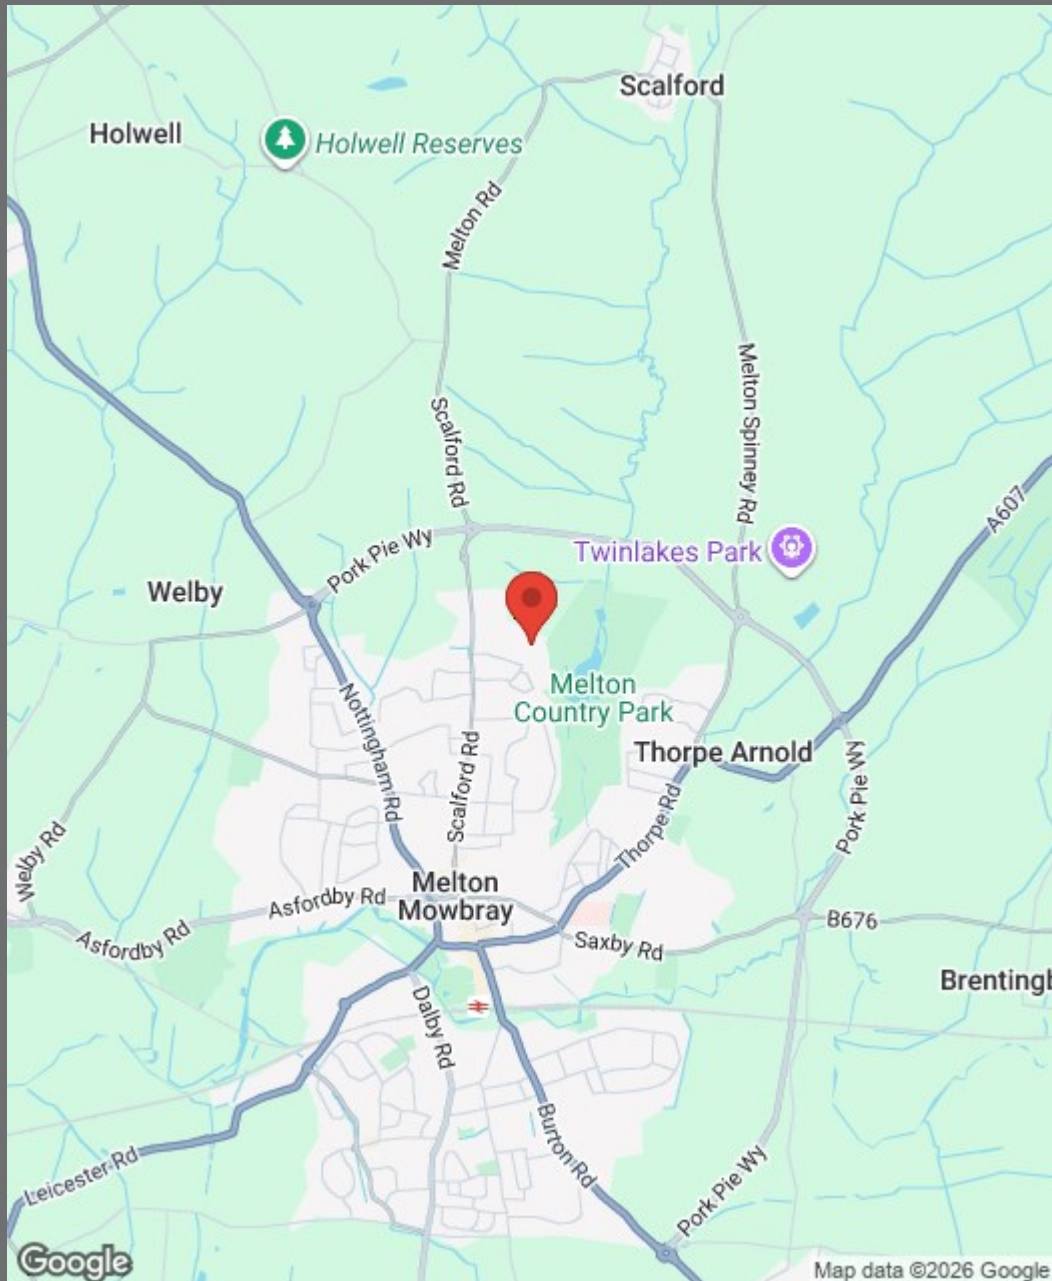 Scalford
Holwell
Holwell Reserves
Melton Rd
Melton Spinney Rd
Scalford Rd
A607
Pork Pie Wy
Twinlakes Park
Welby
Melton
Country Park
Nottingham Rd
Scalford Rd
Thorpe Arnold
Pork Pie Wy
Thorpe Rd
Welby Rd
Melton
Mowbray
Asfordby Rd
Asfordby Rd
B676
Saxby Rd
Brentingb
Dalby Rd
Burton Rd
Leicester Rd
Pork Pie Wy
Google
Map data ©2026 Google